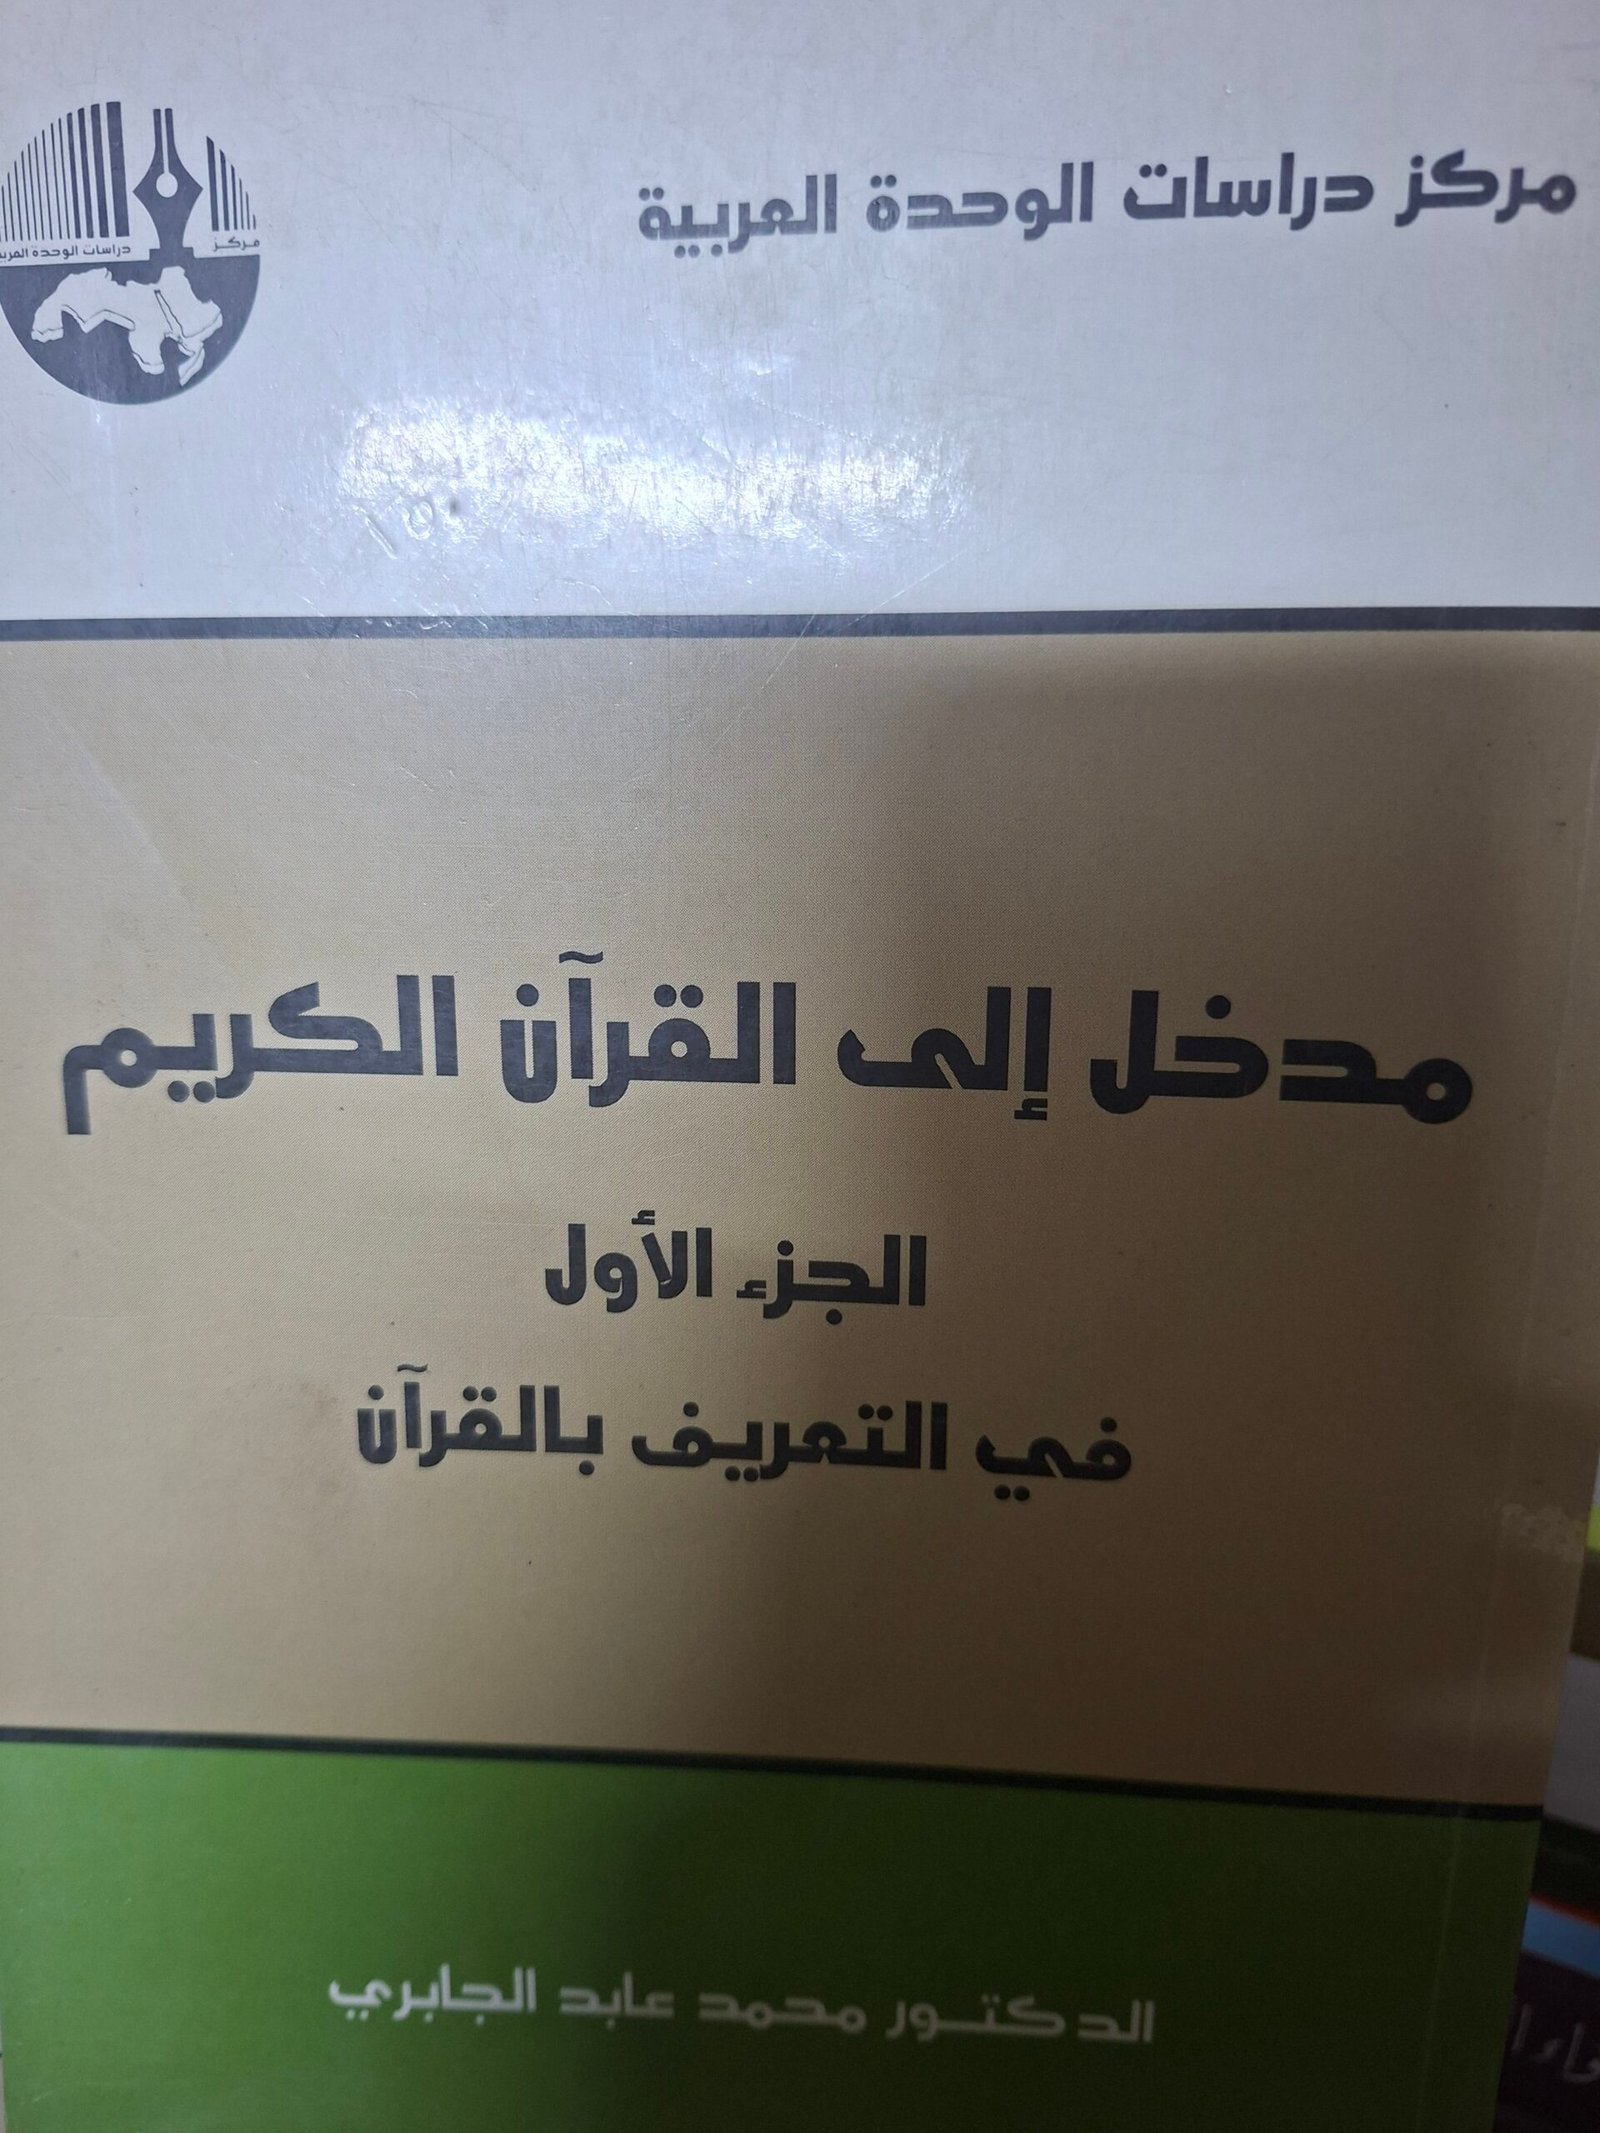 مركز دراسات الوحدة العربية
مركز دراسات الوحدة العربية
مدخل إلى القرآن الكريم
الجزء الأول
في التعريف بالقرآن
الدكتور محمد عابد الجابري